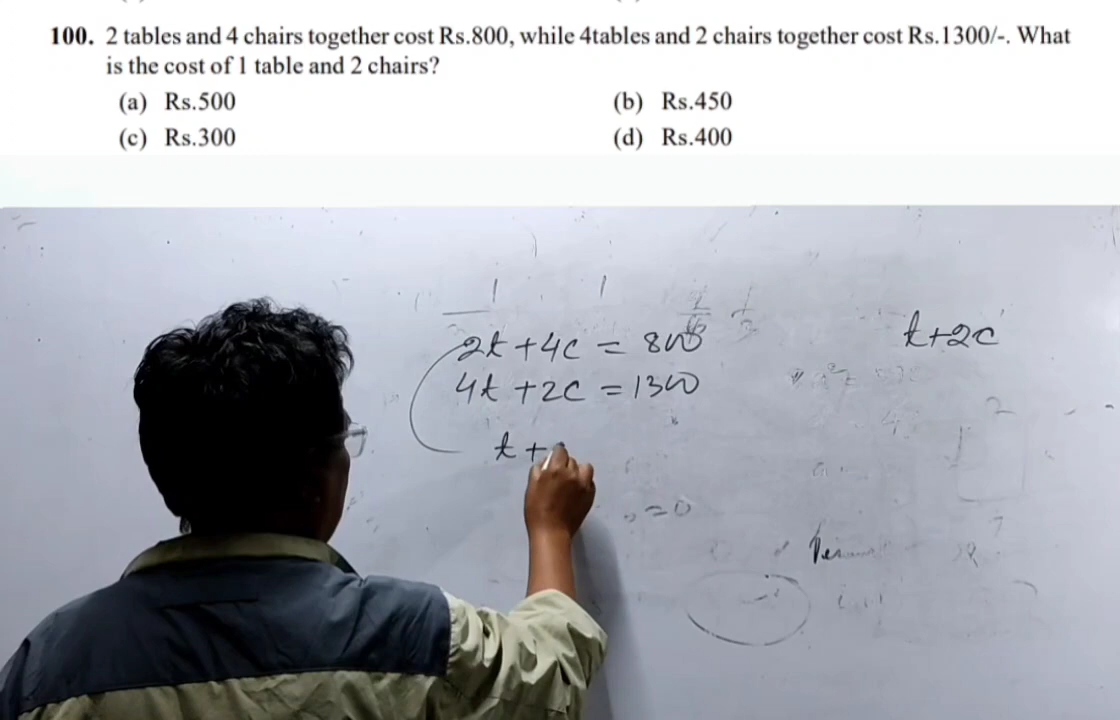 100. 2 tables and 4 chairs together cost Rs.800, while 4tables and 2 chairs together cost Rs.1300/-. What
is the cost of 1 table and 2 chairs?
(a) Rs.500 (b) Rs.450
(c) Rs.300 (d) Rs.400
2t + 4c = 800
t+2c
4t + 2c = 1300
t +
=0